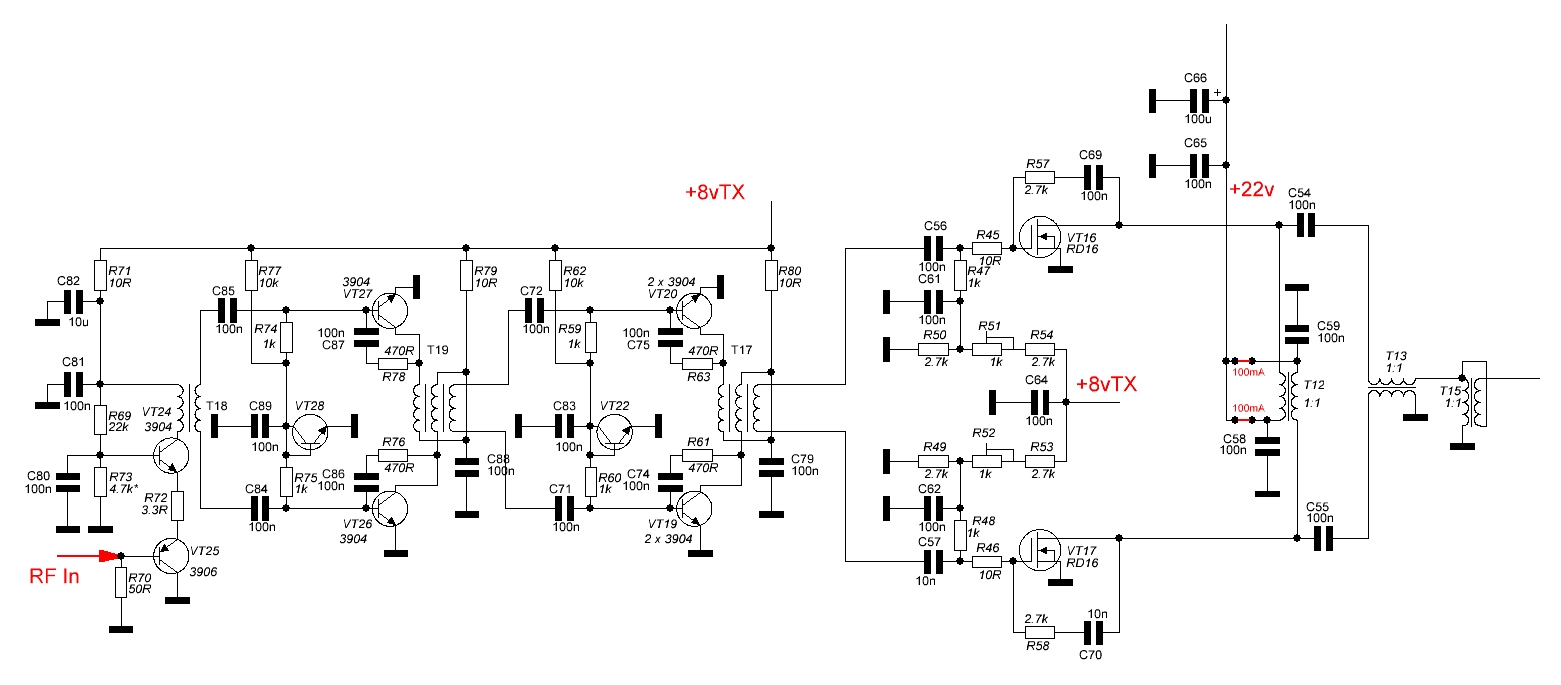 C66
+
100u
C65
100n
+22v
+8vTX
R57
2.7k
C69
100n
VT16
RD16
C54
100n
C56
100n
R45
10R
R47
1k
C61
100n
R50
2.7k
R51
1k
R54
2.7k
C64
100n
+8vTX
R49
2.7k
R52
1k
R53
2.7k
C62
100n
R48
1k
C57
10n
R46
10R
VT17
RD16
2.7k
R58
10n
C70
C55
100n
C59
100n
100mA
100mA
C58
100n
T12
1:1
T13
1:1
T15
1:1
C82
10u
R71
10R
C81
100n
R69
22k
VT24
3904
T18
C80
100n
R73
4.7k*
R72
3.3R
VT25
3906
RF In
R70
50R
R77
10k
C85
100n
R74
1k
3904
VT27
100n
C87
470R
R78
T19
C89
100n
VT28
R76
470R
R75
1k
C86
100n
C84
100n
VT26
3904
R79
10R
C88
100n
R62
10k
C72
100n
R59
1k
2 x 3904
VT20
100n
C75
470R
R63
T17
C83
100n
VT22
R61
470R
R60
1k
C74
100n
C71
100n
VT19
2 x 3904
R80
10R
C79
100n